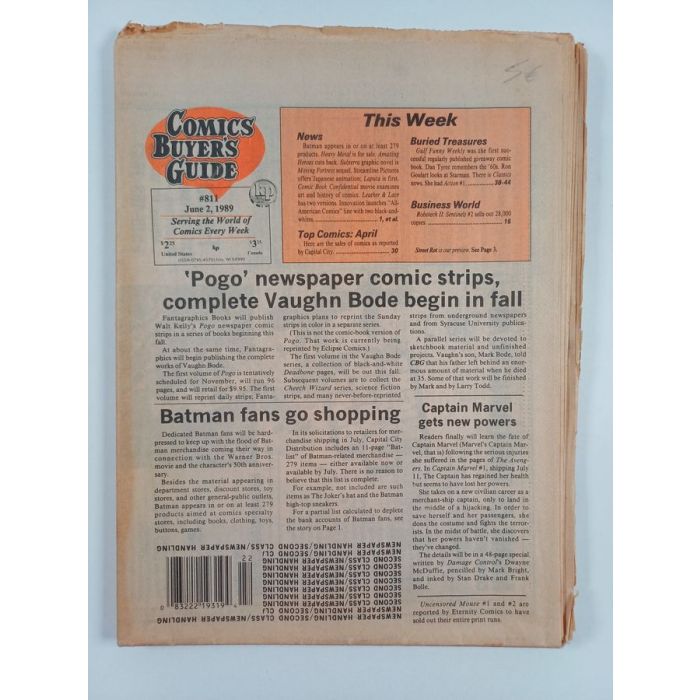 5€
COMICS
BUYER'S
GUIDE
kp
#811
June 2, 1989
Serving the World of
Comics Every Week
$2.25
kp
United States
Canada
This Week
News
Batman appears in or on at least 279
products. Heavy Metal is for sale. Amazing
Heroes cuts back. Subterra graphic novel is
Moving Fortress sequel. Streamline Pictures
offers Japanese animation; Laputa is first.
Comic Book Confidential movie examines
art and history of comics. Leather & Lace
has two versions. Innovation launches "All-
American Comics" line with two black-and-
whites. 1, et al.
Top Comics: April
Here are the sales of comics as reported
by Capital City. 30
Buried Treasures
Gulf Funny Weekly was the first suc-
cessful regularly published giveaway comic
book. Dan Tyree remembers the '60s. Ron
Goulart looks at Starman. There is Classics
news. She had Action #1. 38-44
Business World
Robotech II: Sentinels #2 sells out 28,000
copies 16
Street Rat is our preview. See Page 3.
'Pogo' newspaper comic strips,
complete Vaughn Bode begin in fall
Fantagraphics Books will publish
Walt Kelly's Pogo newspaper comic
strips in a series of books beginning this
fall.
At about the same time, Fantagra-
phics will begin publishing the complete
works of Vaughn Bode.
The first volume of Pogo is tentatively
scheduled for November, will run 96
pages, and will retail for $9.95. The first
volume will reprint daily strips; Fanta-
graphics plans to reprint the Sunday
strips in color in a separate series.
(This is not the comic-book version of
Pogo. That work is currently being
reprinted by Eclipse Comics.)
The first volume in the Vaughn Bode
series, a collection of black-and-white
Deadbone pages, will be out this fall.
Subsequent volumes are to collect the
Cheech Wizard series, science fiction
strips, and many never-before-reprinted
strips from underground newspapers
and from Syracuse University publica-
tions.
A parallel series will be devoted to
sketchbook material and unfinished
projects. Vaughn's son, Mark Bode, told
CBG that his father left behind an enor-
mous amount of material when he died
at 35. Some of that work will be finished
by Mark and by Larry Todd.
Batman fans go shopping
Dedicated Batman fans will be hard-
pressed to keep up with the flood of Bat-
man merchandise coming their way in
connection with the Warner Bros.
movie and the character's 50th anniver-
sary.
Besides the material appearing in
department stores, discount stores, toy
stores, and other general-public outlets,
Batman appears in or on at least 279
products aimed at comics specialty
stores, including books, clothing, toys,
buttons, games.
In its solicitations to retailers for mer-
chandise shipping in July, Capital City
Distribution includes an 11-page "Bat-
list" of Batman-related merchandise —
279 items — either available now or
available by July. There is no reason to
believe that this list is complete.
For example, not included are such
items as The Joker's hat and the Batman
high-top sneakers.
For a partial list calculated to deplete
the bank accounts of Batman fans, see
the story on Page 1.
Captain Marvel
gets new powers
Readers finally will learn the fate of
Captain Marvel (Marvel's Captain Mar-
vel, that is) following the serious injuries
she suffered in the pages of The Aveng-
ers. In Captain Marvel #1, shipping July
11, The Captain has regained her health
but seems to have lost her powers.
She takes on a new civilian career as a
merchant-ship captain, only to land in
the middle of a hijacking. In order to
save herself and her passengers, she
dons the costume and fights the terror-
ists. In the midst of battle, she discovers
that her powers haven't vanished —
they've changed.
The details will be in a 48-page special
written by Damage Control's Dwayne
McDuffie, pencilled by Mark Bright,
and inked by Stan Drake and Frank
Bolle.
Uncensored Mouse #1 and #2 are
reported by Eternity Comics to have
sold out their entire print runs.
22
0 83222 19319 4
NEWSPAPER HANDLING/SECOND CLASS/NEWSPAPER HANDLING